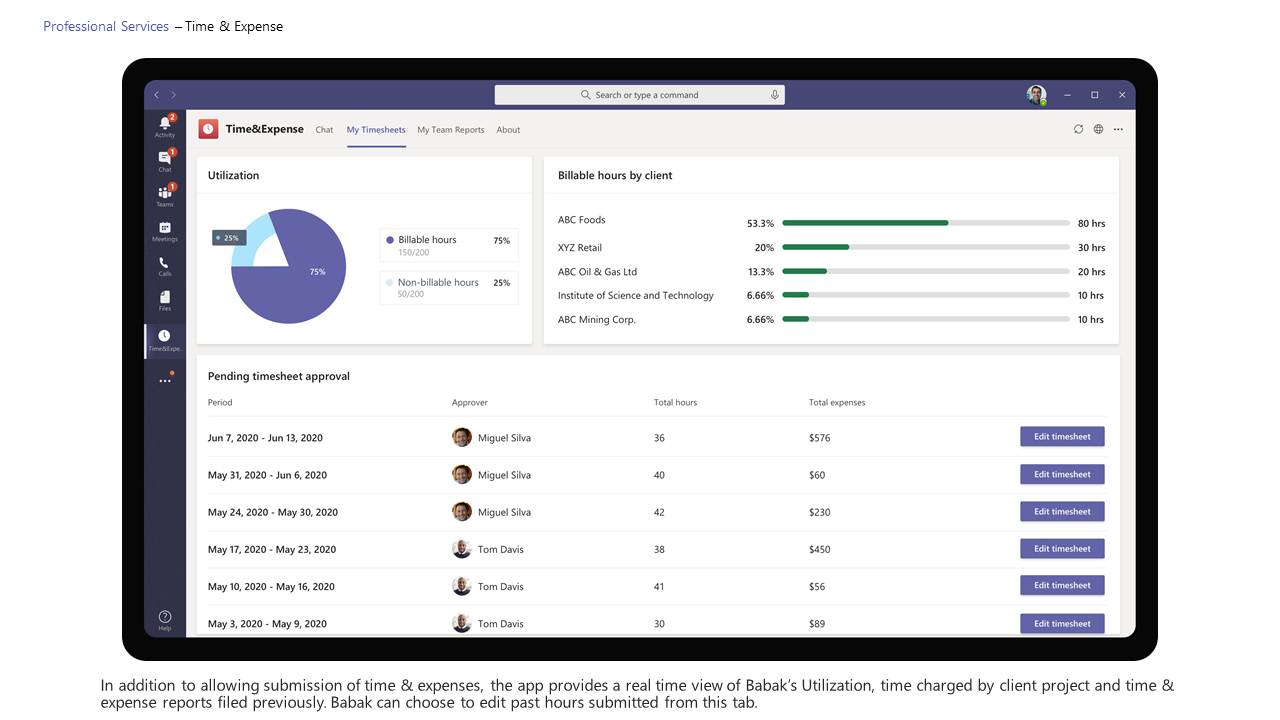 Professional Services – Time & Expense
Search or type a command
2
Activity
Time&Expense
Chat
My Timesheets
My Team Reports
About
1
Chat
1
Teams
Meetings
Calls
Files
Time&Expe..
Help
Utilization
25%
75%
Billable hours 75%
150/200
Non-billable hours 25%
50/200
Billable hours by client
ABC Foods 53.3% 80 hrs
XYZ Retail 20% 30 hrs
ABC Oil & Gas Ltd 13.3% 20 hrs
Institute of Science and Technology 6.66% 10 hrs
ABC Mining Corp. 6.66% 10 hrs
Pending timesheet approval
Period Approver Total hours Total expenses
Jun 7, 2020 - Jun 13, 2020 Miguel Silva 36 $576 Edit timesheet
May 31, 2020 - Jun 6, 2020 Miguel Silva 40 $60 Edit timesheet
May 24, 2020 - May 30, 2020 Miguel Silva 42 $230 Edit timesheet
May 17, 2020 - May 23, 2020 Tom Davis 38 $450 Edit timesheet
May 10, 2020 - May 16, 2020 Tom Davis 41 $56 Edit timesheet
May 3, 2020 - May 9, 2020 Tom Davis 30 $89 Edit timesheet
In addition to allowing submission of time & expenses, the app provides a real time view of Babak’s Utilization, time charged by client project and time &
expense reports filed previously. Babak can choose to edit past hours submitted from this tab.